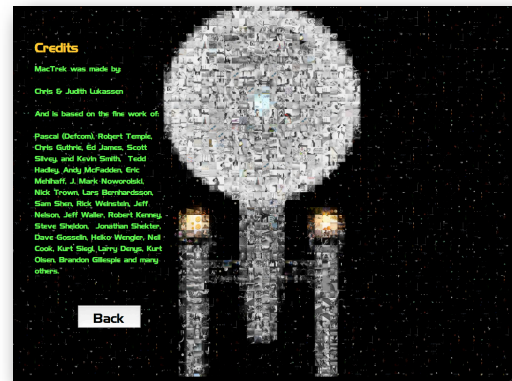 Credits
MacTrek was made by:
Chris & Judith Lukassen
And is based on the fine work of:
Pascal (Defcom), Robert Temple,
Chris Guthrie, Ed James, Scott
Silvey, and Kevin Smith, Tedd
Hadley, Andy McFadden, Eric
Mehlhaff, J. Mark Noworolski,
Nick Trown, Lars Bernhardsson,
Sam Shen, Rick Weinstein, Jeff
Nelson, Jeff Waller, Robert Kenney,
Steve Sheldon, Jonathan Shekter,
Dave Gosselin, Heiko Wengler, Neil
Cook, Kurt Siegl, Larry Denys, Kurt
Olsen, Brandon Gillespie and many
others.
Back